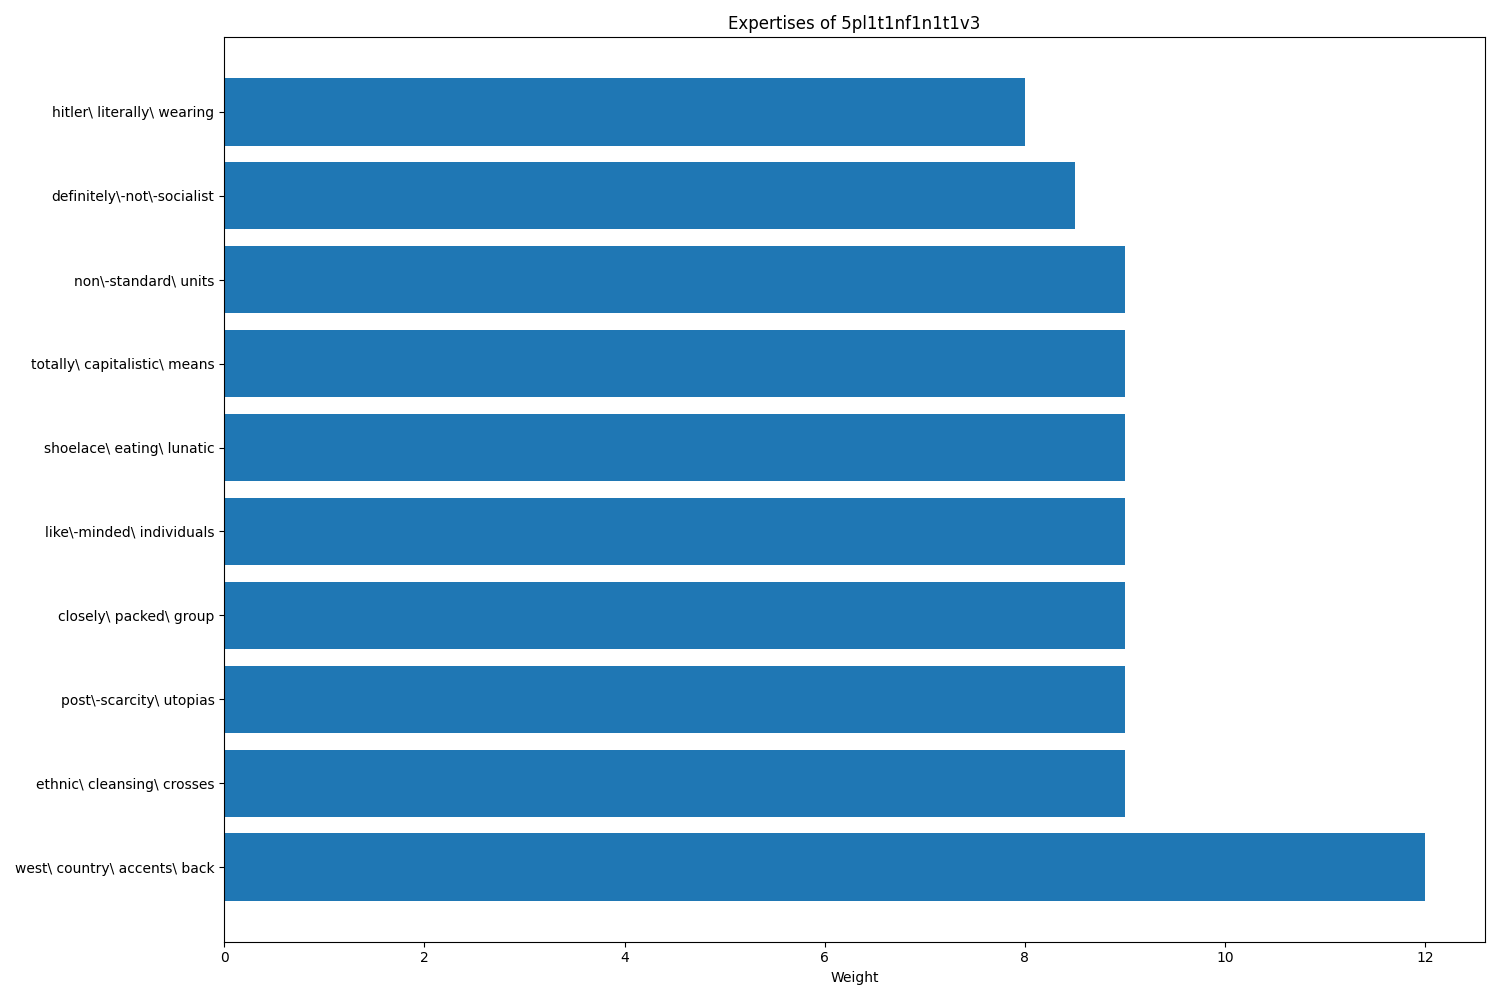 Expertises of 5pl1t1nf1n1t1v3
hitler\ literally\ wearing
definitely\-not\-socialist
non\-standard\ units
totally\ capitalistic\ means
shoelace\ eating\ lunatic
like\-minded\ individuals
closely\ packed\ group
post\-scarcity\ utopias
ethnic\ cleansing\ crosses
west\ country\ accents\ back
0 2 4 6 8 10 12
Weight